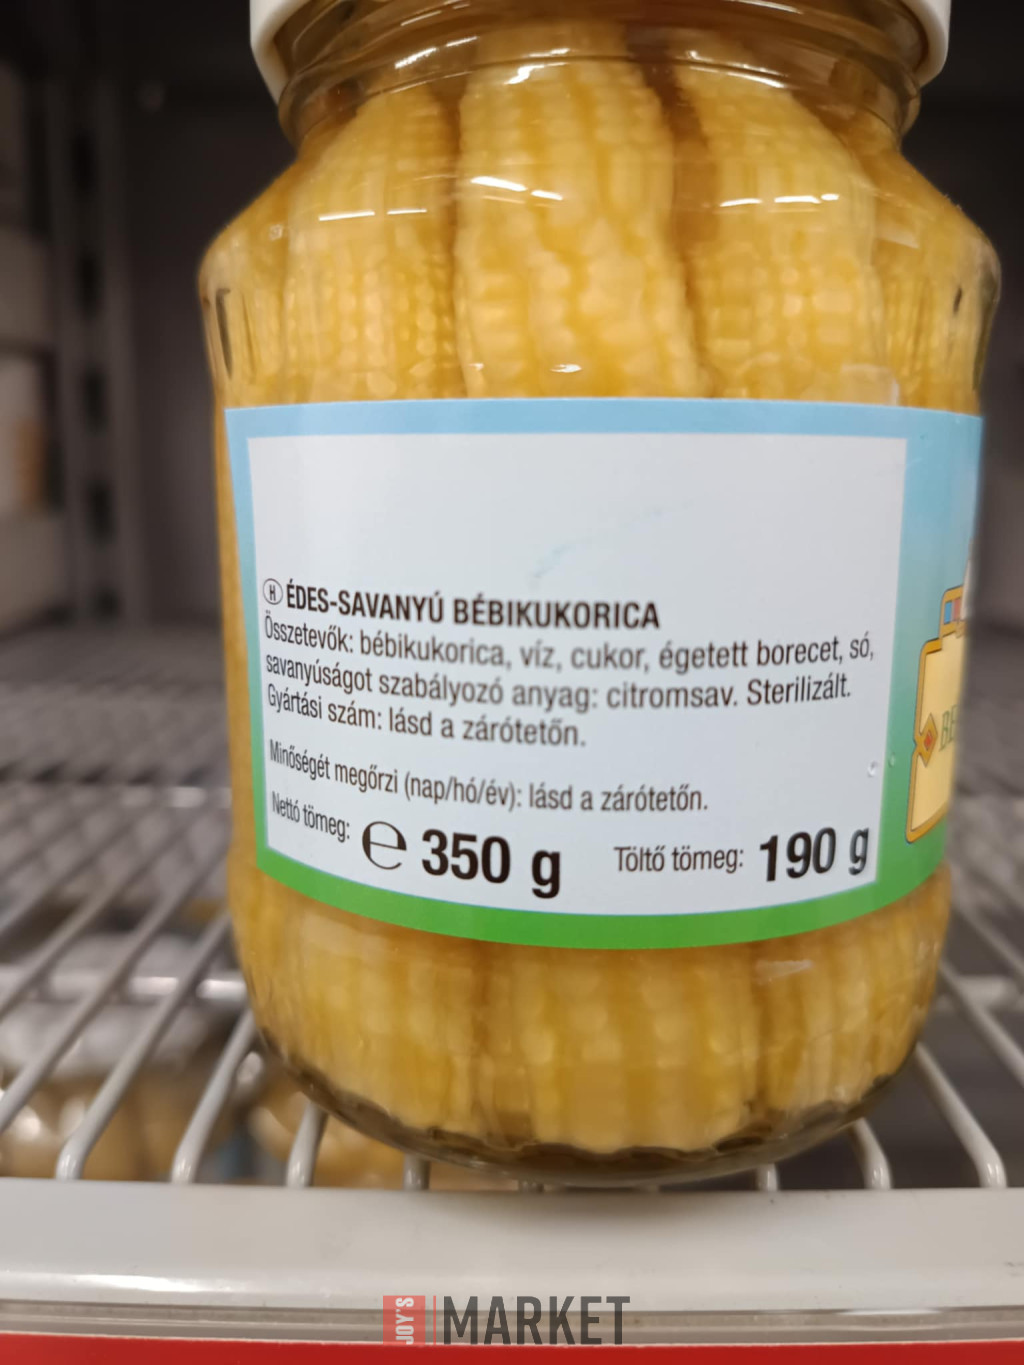 H ÉDES-SAVANYÚ BÉBIKUKORICA
Összetevők: bébikukorica, víz, cukor, égetett borecet, só,
savanyúságot szabályozó anyag: citromsav. Sterilizált.
Gyártási szám: lásd a zárótetőn.
Minőségét megőrzi (nap/hó/év): lásd a zárótetőn.
Nettó tömeg: ℮ 350 g Töltő tömeg: 190 g
JOY'S MARKET